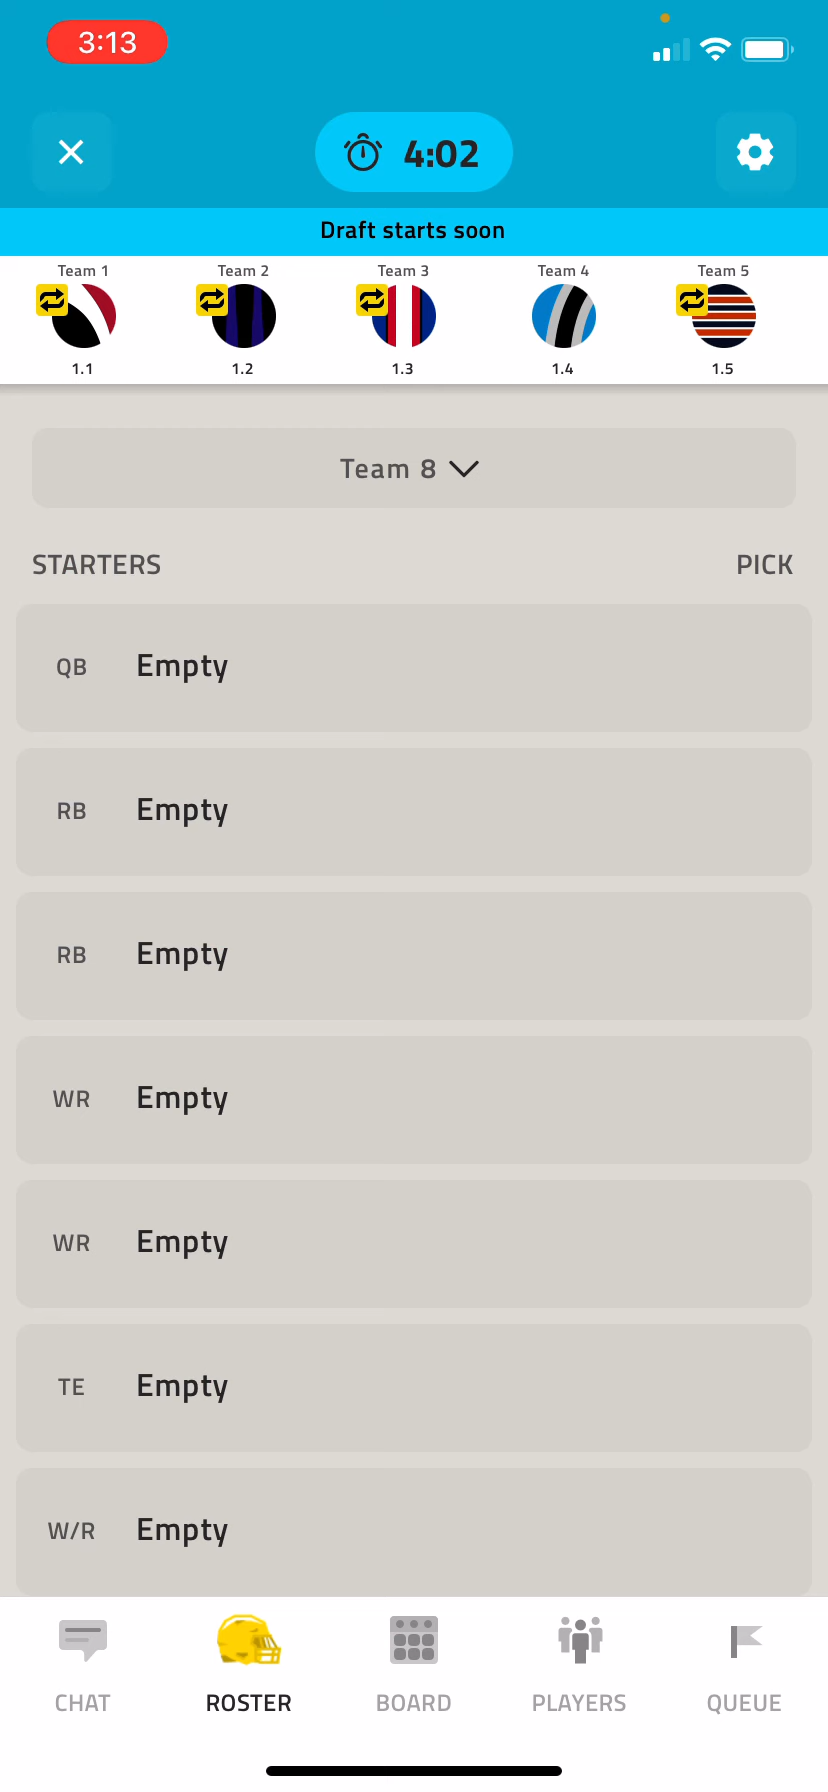 3:13
4:02
Draft starts soon
Team 1 Team 2 Team 3 Team 4 Team 5
1.1 1.2 1.3 1.4 1.5
Team 8
STARTERS PICK
QB Empty
RB Empty
RB Empty
WR Empty
WR Empty
TE Empty
W/R Empty
CHAT ROSTER BOARD PLAYERS QUEUE